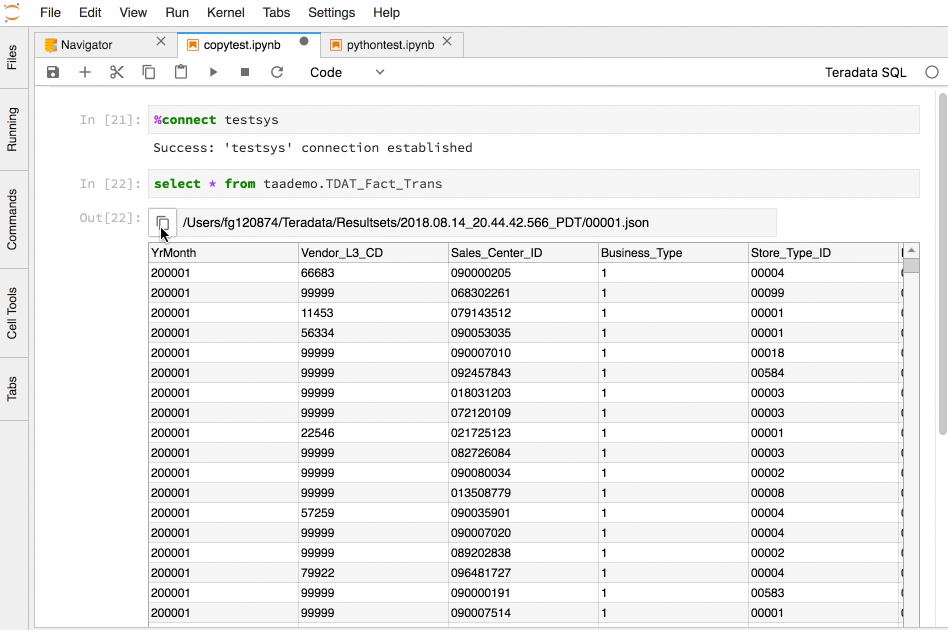 File Edit View Run Kernel Tabs Settings Help
Navigator copytest.ipynb pythontest.ipynb
Code Teradata SQL
Files
Running
Commands
Cell Tools
Tabs
In [21]: %connect testsys
Success: 'testsys' connection established
In [22]: select * from taademo.TDAT_Fact_Trans
Out[22]: /Users/fg120874/Teradata/Resultsets/2018.08.14_20.44.42.566_PDT/00001.json
YrMonth Vendor_L3_CD Sales_Center_ID Business_Type Store_Type_ID
200001 66683 090000205 1 00004
200001 99999 068302261 1 00099
200001 11453 079143512 1 00001
200001 56334 090053035 1 00001
200001 99999 090007010 1 00018
200001 99999 092457843 1 00584
200001 99999 018031203 1 00003
200001 99999 072120109 1 00003
200001 22546 021725123 1 00001
200001 99999 082726084 1 00003
200001 99999 090080034 1 00002
200001 99999 013508779 1 00008
200001 57259 090035901 1 00004
200001 99999 090007020 1 00004
200001 99999 089202838 1 00002
200001 79922 096481727 1 00004
200001 99999 090000191 1 00583
200001 99999 090007514 1 00001